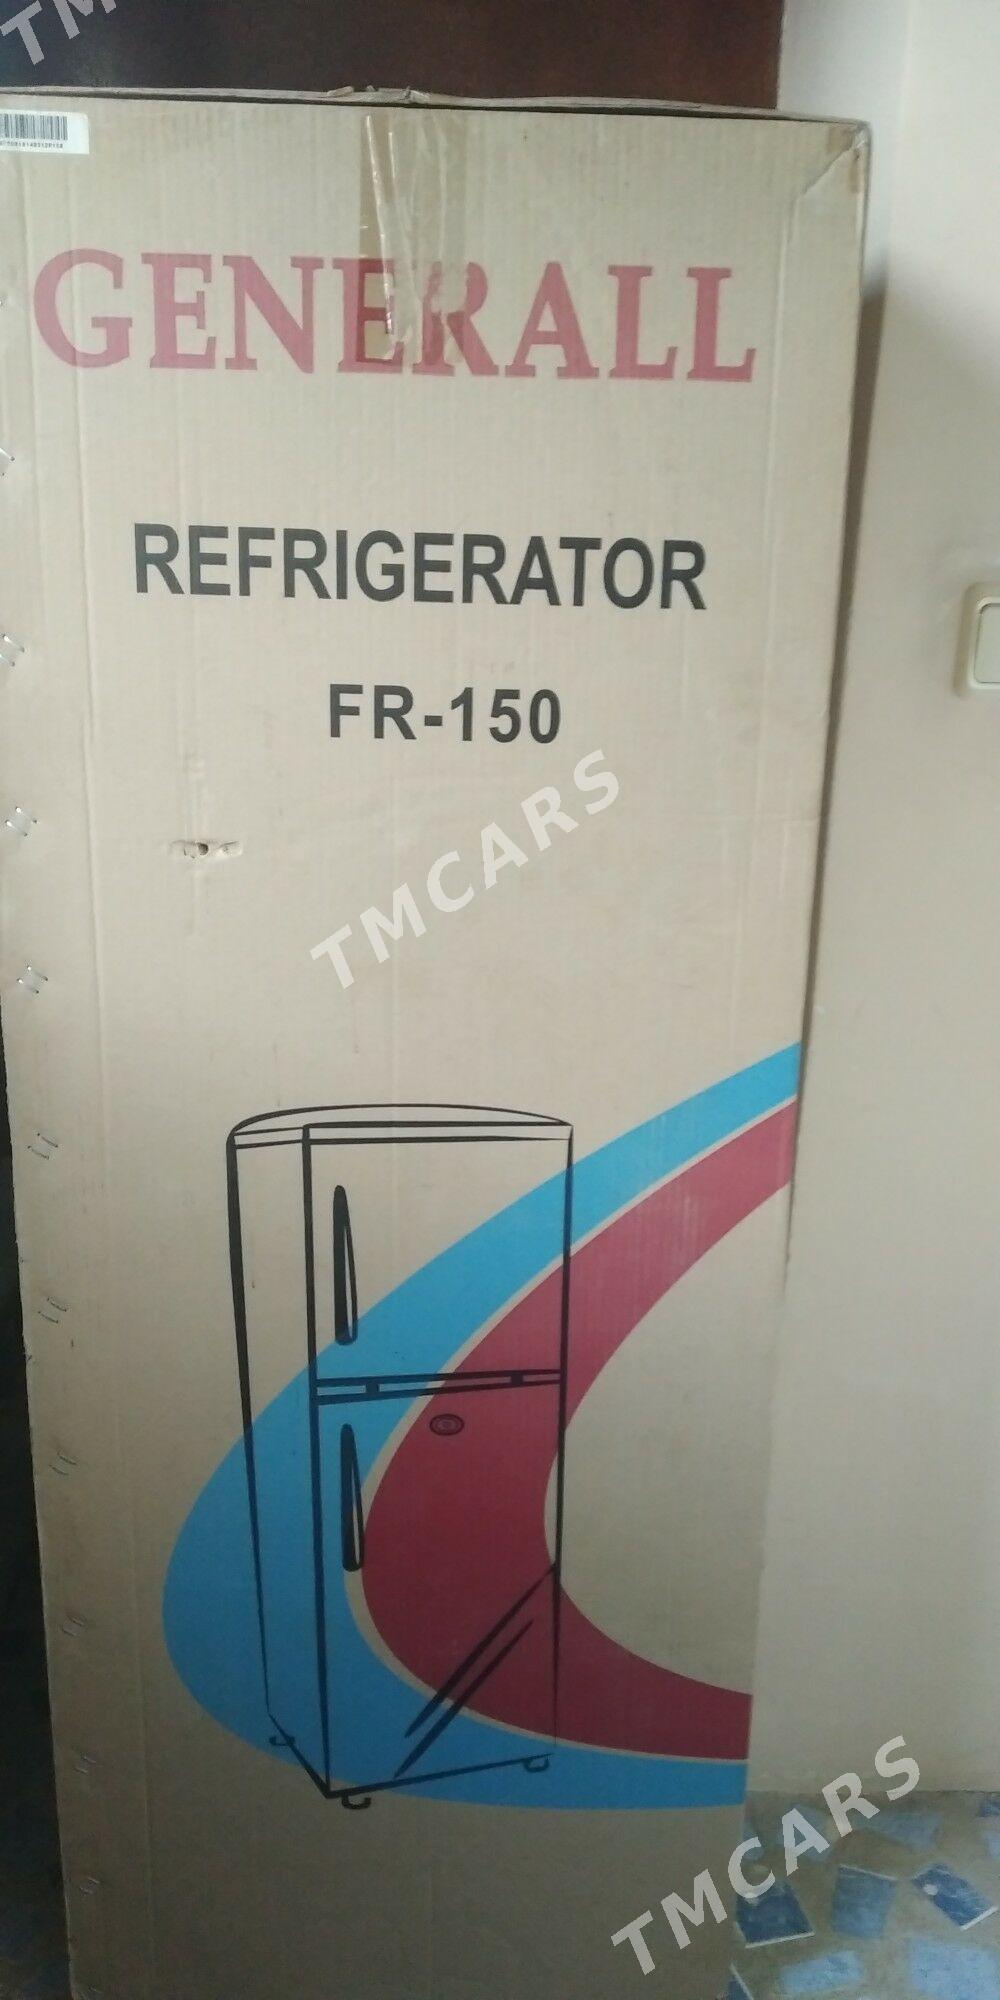 GENERALL
REFRIGERATOR
FR-150
TMCARS
TMCARS